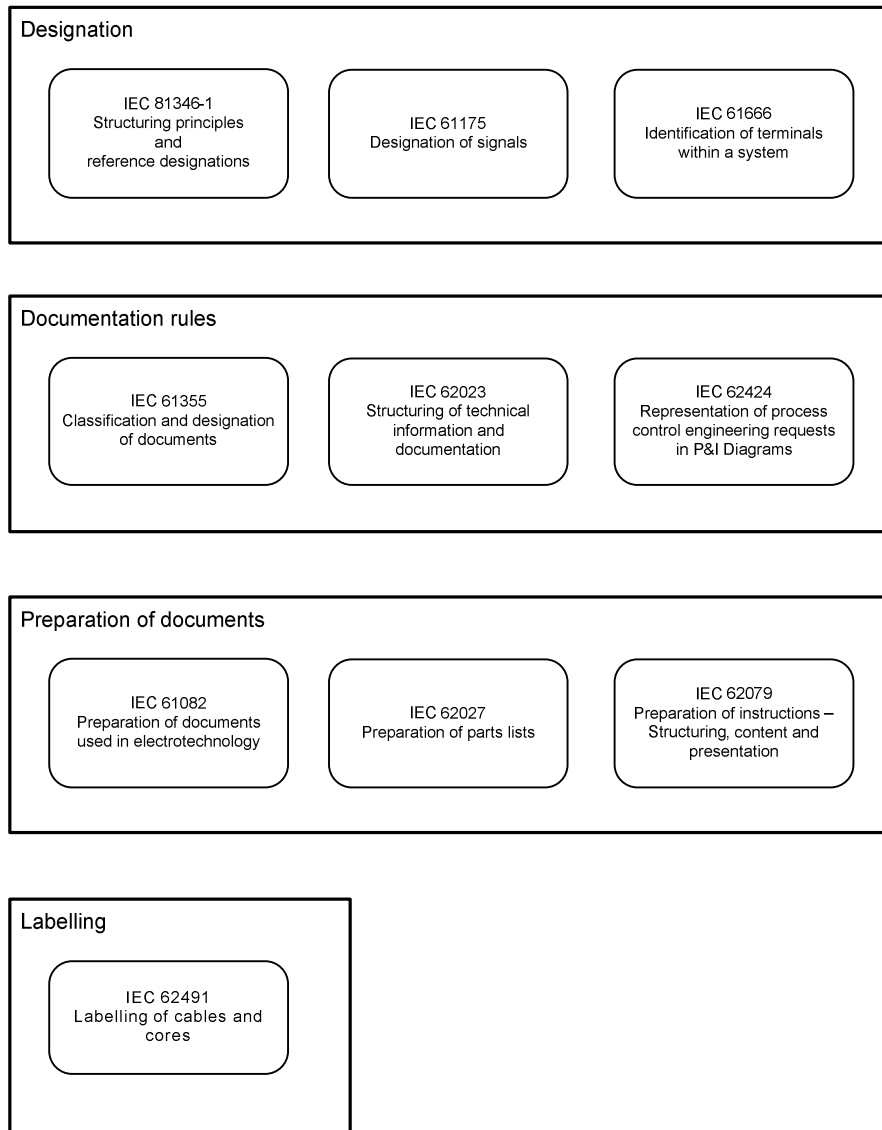 Designation
IEC 81346-1
Structuring principles
and
reference designations
IEC 61175
Designation of signals
IEC 61666
Identification of terminals
within a system
Documentation rules
IEC 61355
Classification and designation
of documents
IEC 62023
Structuring of technical
information and
documentation
IEC 62424
Representation of process
control engineering requests
in P&I Diagrams
Preparation of documents
IEC 61082
Preparation of documents
used in electrotechnology
IEC 62027
Preparation of parts lists
IEC 62079
Preparation of instructions –
Structuring, content and
presentation
Labelling
IEC 62491
Labelling of cables and
cores